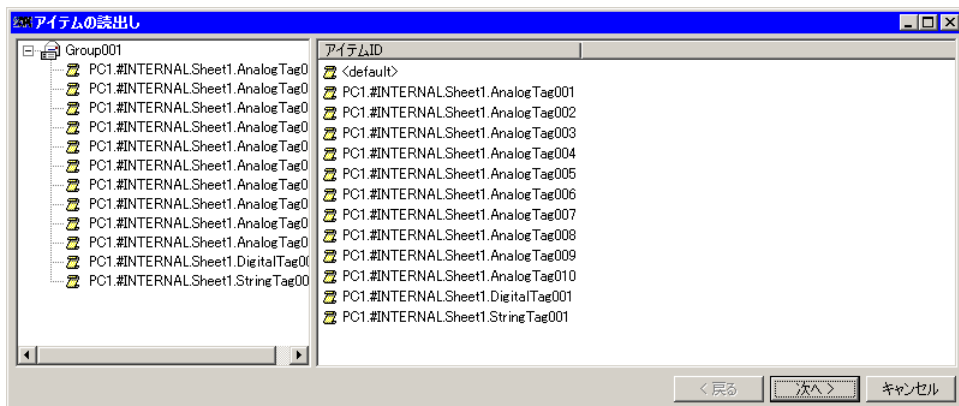 アイテムの読出し
Group001
PC1.#INTERNAL.Sheet1.AnalogTag0
PC1.#INTERNAL.Sheet1.AnalogTag0
PC1.#INTERNAL.Sheet1.AnalogTag0
PC1.#INTERNAL.Sheet1.AnalogTag0
PC1.#INTERNAL.Sheet1.AnalogTag0
PC1.#INTERNAL.Sheet1.AnalogTag0
PC1.#INTERNAL.Sheet1.AnalogTag0
PC1.#INTERNAL.Sheet1.AnalogTag0
PC1.#INTERNAL.Sheet1.AnalogTag0
PC1.#INTERNAL.Sheet1.AnalogTag0
PC1.#INTERNAL.Sheet1.DigitalTag0
PC1.#INTERNAL.Sheet1.StringTag00
アイテムID
<default>
PC1.#INTERNAL.Sheet1.AnalogTag001
PC1.#INTERNAL.Sheet1.AnalogTag002
PC1.#INTERNAL.Sheet1.AnalogTag003
PC1.#INTERNAL.Sheet1.AnalogTag004
PC1.#INTERNAL.Sheet1.AnalogTag005
PC1.#INTERNAL.Sheet1.AnalogTag006
PC1.#INTERNAL.Sheet1.AnalogTag007
PC1.#INTERNAL.Sheet1.AnalogTag008
PC1.#INTERNAL.Sheet1.AnalogTag009
PC1.#INTERNAL.Sheet1.AnalogTag010
PC1.#INTERNAL.Sheet1.DigitalTag001
PC1.#INTERNAL.Sheet1.StringTag001
< 戻る
次へ >
キャンセル